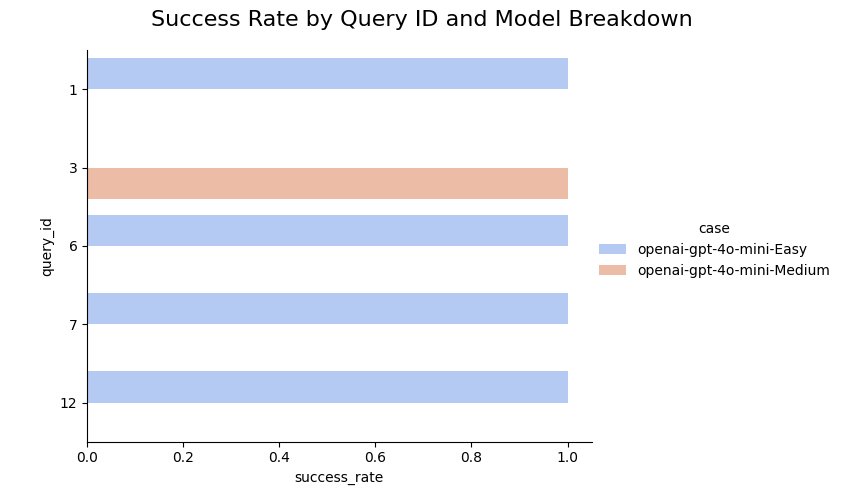 Success Rate by Query ID and Model Breakdown
1
3
6
7
12
query_id
0.0 0.2 0.4 0.6 0.8 1.0
success_rate
case
openai-gpt-4o-mini-Easy
openai-gpt-4o-mini-Medium